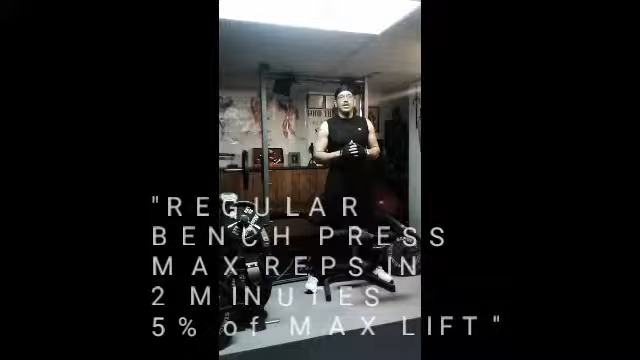 "REGULAR -
BENCH PRESS
MAX REPS IN
2 MINUTES
5% of MAX LIFT"